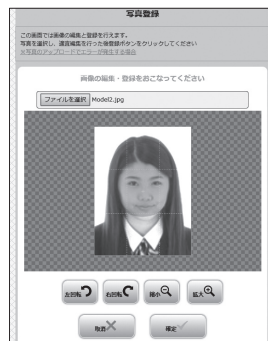 写真登録
この画面では画像の編集と登録を行えます。
写真を選択し、適宜編集を行った後登録ボタンをクリックしてください
※写真のアップロードでエラーが発生する場合
画像の編集・登録をおこなってください
ファイルを選択 Model2.jpg
左回転 右回転 縮小 拡大
取消 確定